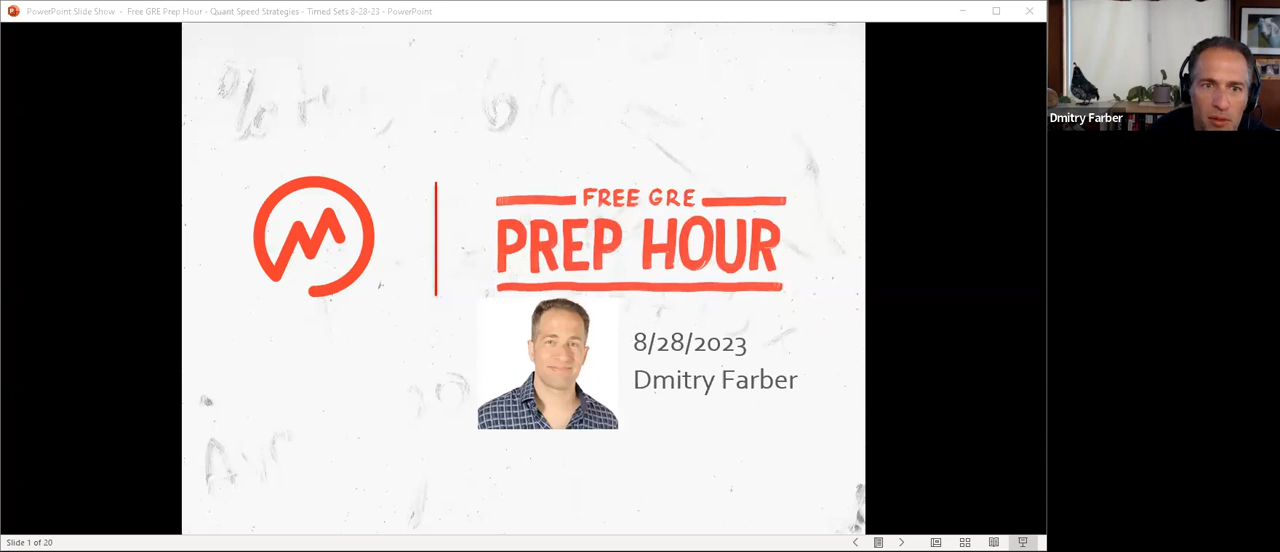 PowerPoint Slide Show - Free GRE Prep Hour - Quant Speed Strategies - Timed Sets 8-28-23 - PowerPoint
FREE GRE
PREP HOUR
8/28/2023
Dmitry Farber
Dmitry Farber
Slide 1 of 20